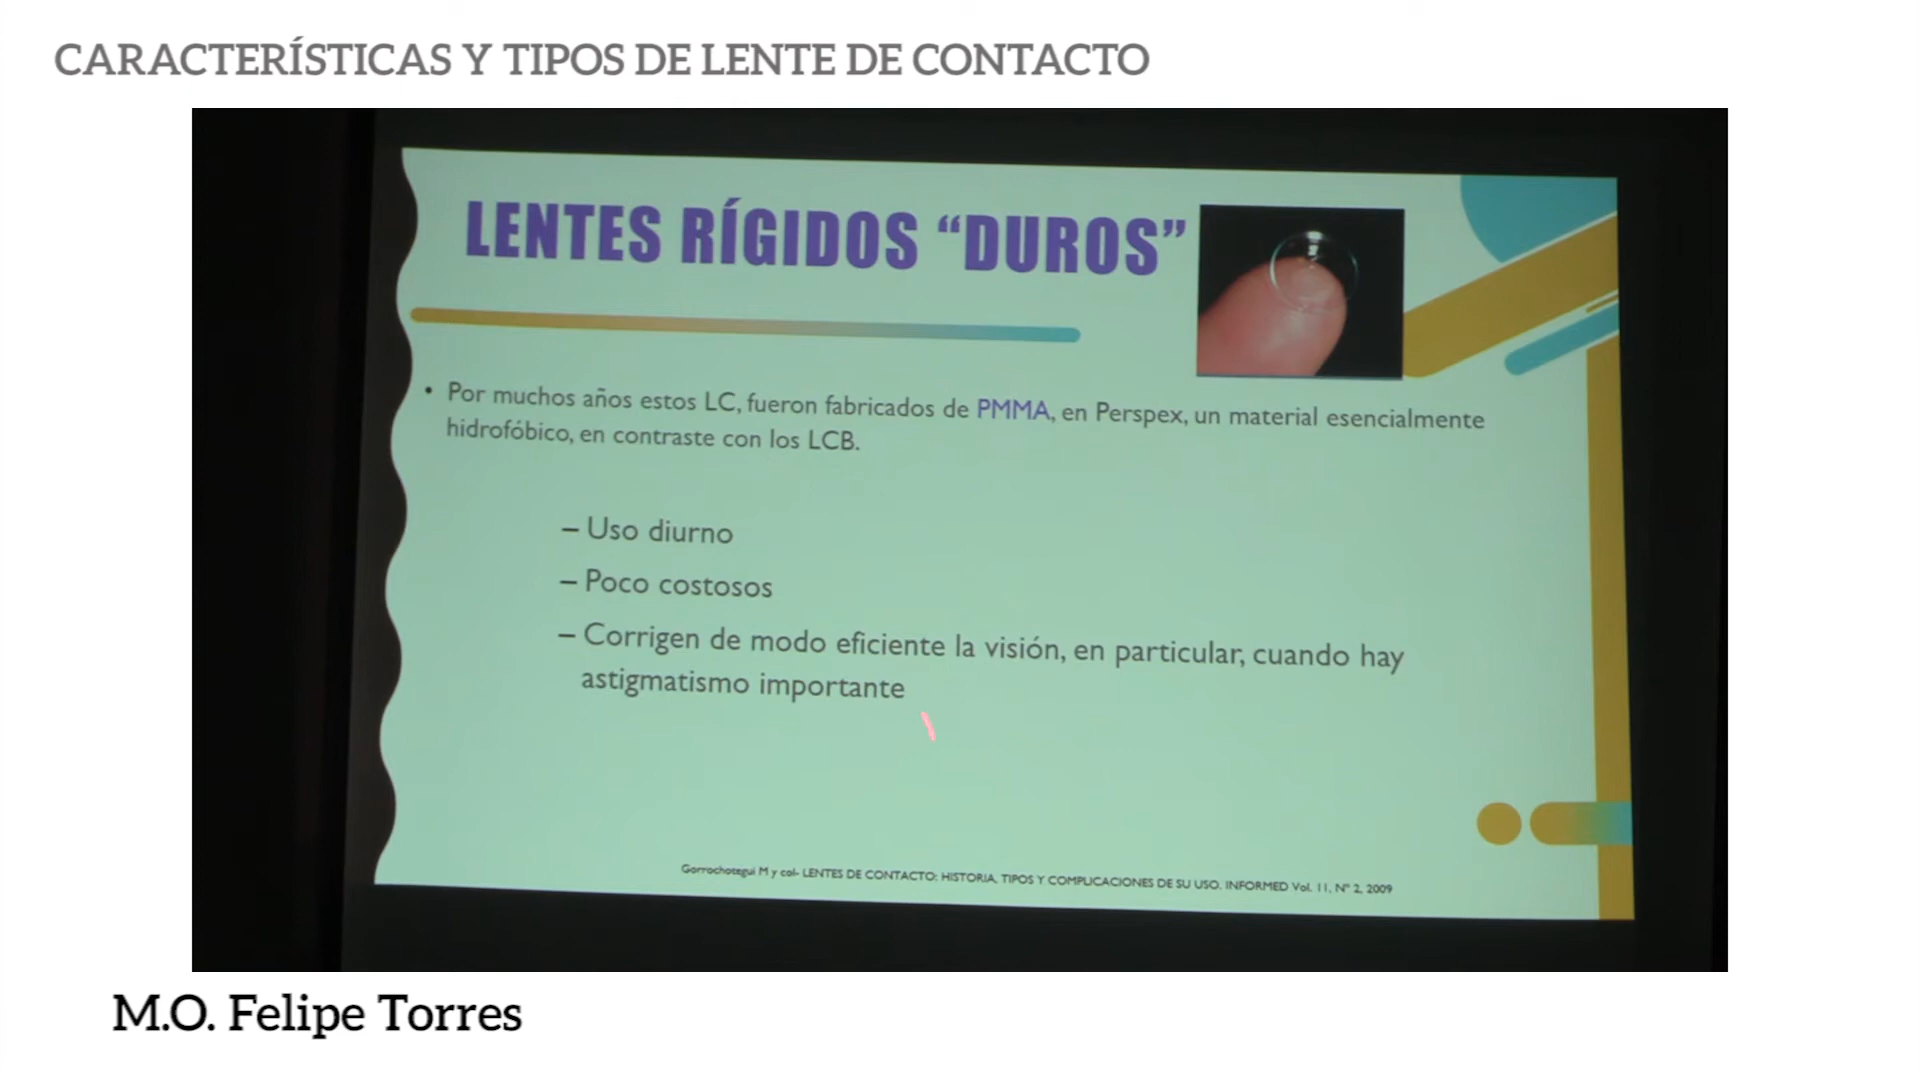 CARACTERÍSTICAS Y TIPOS DE LENTE DE CONTACTO
LENTES RÍGIDOS “DUROS”
• Por muchos años estos LC, fueron fabricados de PMMA, en Perspex, un material esencialmente
hidrofóbico, en contraste con los LCB.
– Uso diurno
– Poco costosos
– Corrigen de modo eficiente la visión, en particular, cuando hay
astigmatismo importante
Gorrochotegui M y col- LENTES DE CONTACTO: HISTORIA, TIPOS Y COMPLICACIONES DE SU USO. INFORMED Vol. 11, Nº 2, 2009
M.O. Felipe Torres